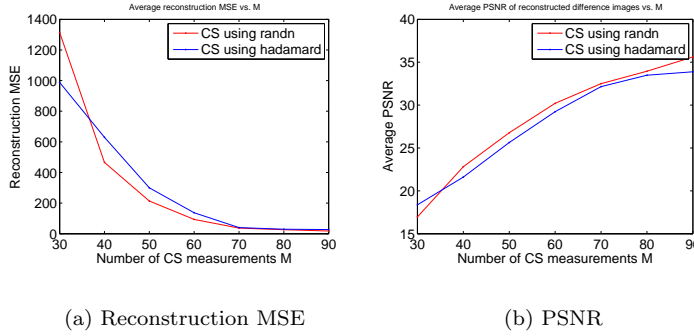 Average reconstruction MSE vs. M
1400
1200
1000
800
600
400
200
0
Reconstruction MSE
CS using randn
CS using hadamard
30 40 50 60 70 80 90
Number of CS measurements M
(a) Reconstruction MSE
Average PSNR of reconstructed difference images vs. M
40
35
30
25
20
15
Average PSNR
CS using randn
CS using hadamard
30 40 50 60 70 80 90
Number of CS measurements M
(b) PSNR